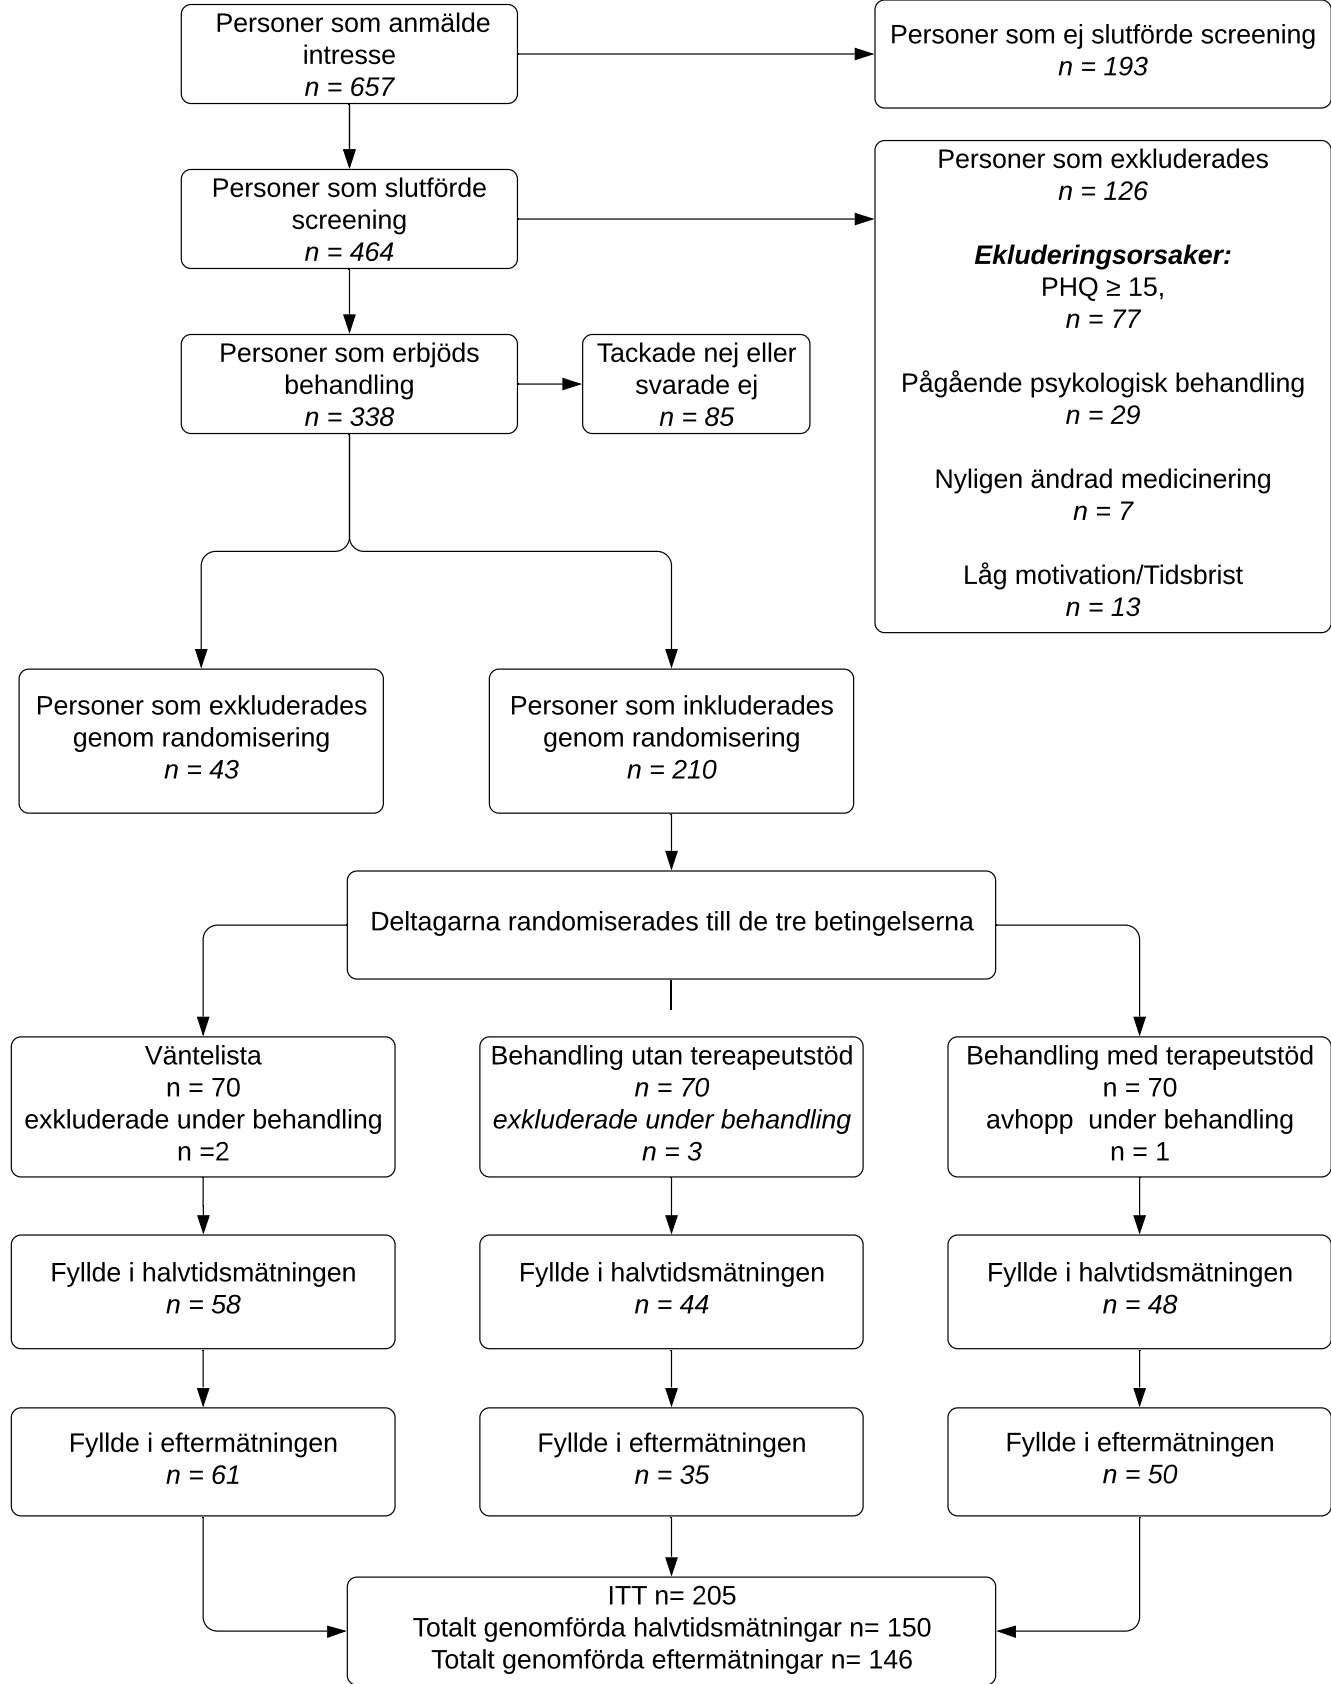 Personer som anmälde
intresse
n = 657
Personer som ej slutförde screening
n = 193
Personer som slutförde
screening
n = 464
Personer som exkluderades
n = 126
Ekluderingsorsaker:
PHQ ≥ 15,
n = 77
Pågående psykologisk behandling
n = 29
Nyligen ändrad medicinering
n = 7
Låg motivation/Tidsbrist
n = 13
Personer som erbjöds
behandling
n = 338
Tackade nej eller
svarade ej
n = 85
Personer som exkluderades
genom randomisering
n = 43
Personer som inkluderades
genom randomisering
n = 210
Deltagarna randomiserades till de tre betingelserna
Väntelista
n = 70
exkluderade under behandling
n =2
Behandling utan tereapeutstöd
n = 70
exkluderade under behandling
n = 3
Behandling med terapeutstöd
n = 70
avhopp  under behandling
n = 1
Fyllde i halvtidsmätningen
n = 58
Fyllde i halvtidsmätningen
n = 44
Fyllde i halvtidsmätningen
n = 48
Fyllde i eftermätningen
n = 61
Fyllde i eftermätningen
n = 35
Fyllde i eftermätningen
n = 50
ITT n= 205
Totalt genomförda halvtidsmätningar n= 150
Totalt genomförda eftermätningar n= 146